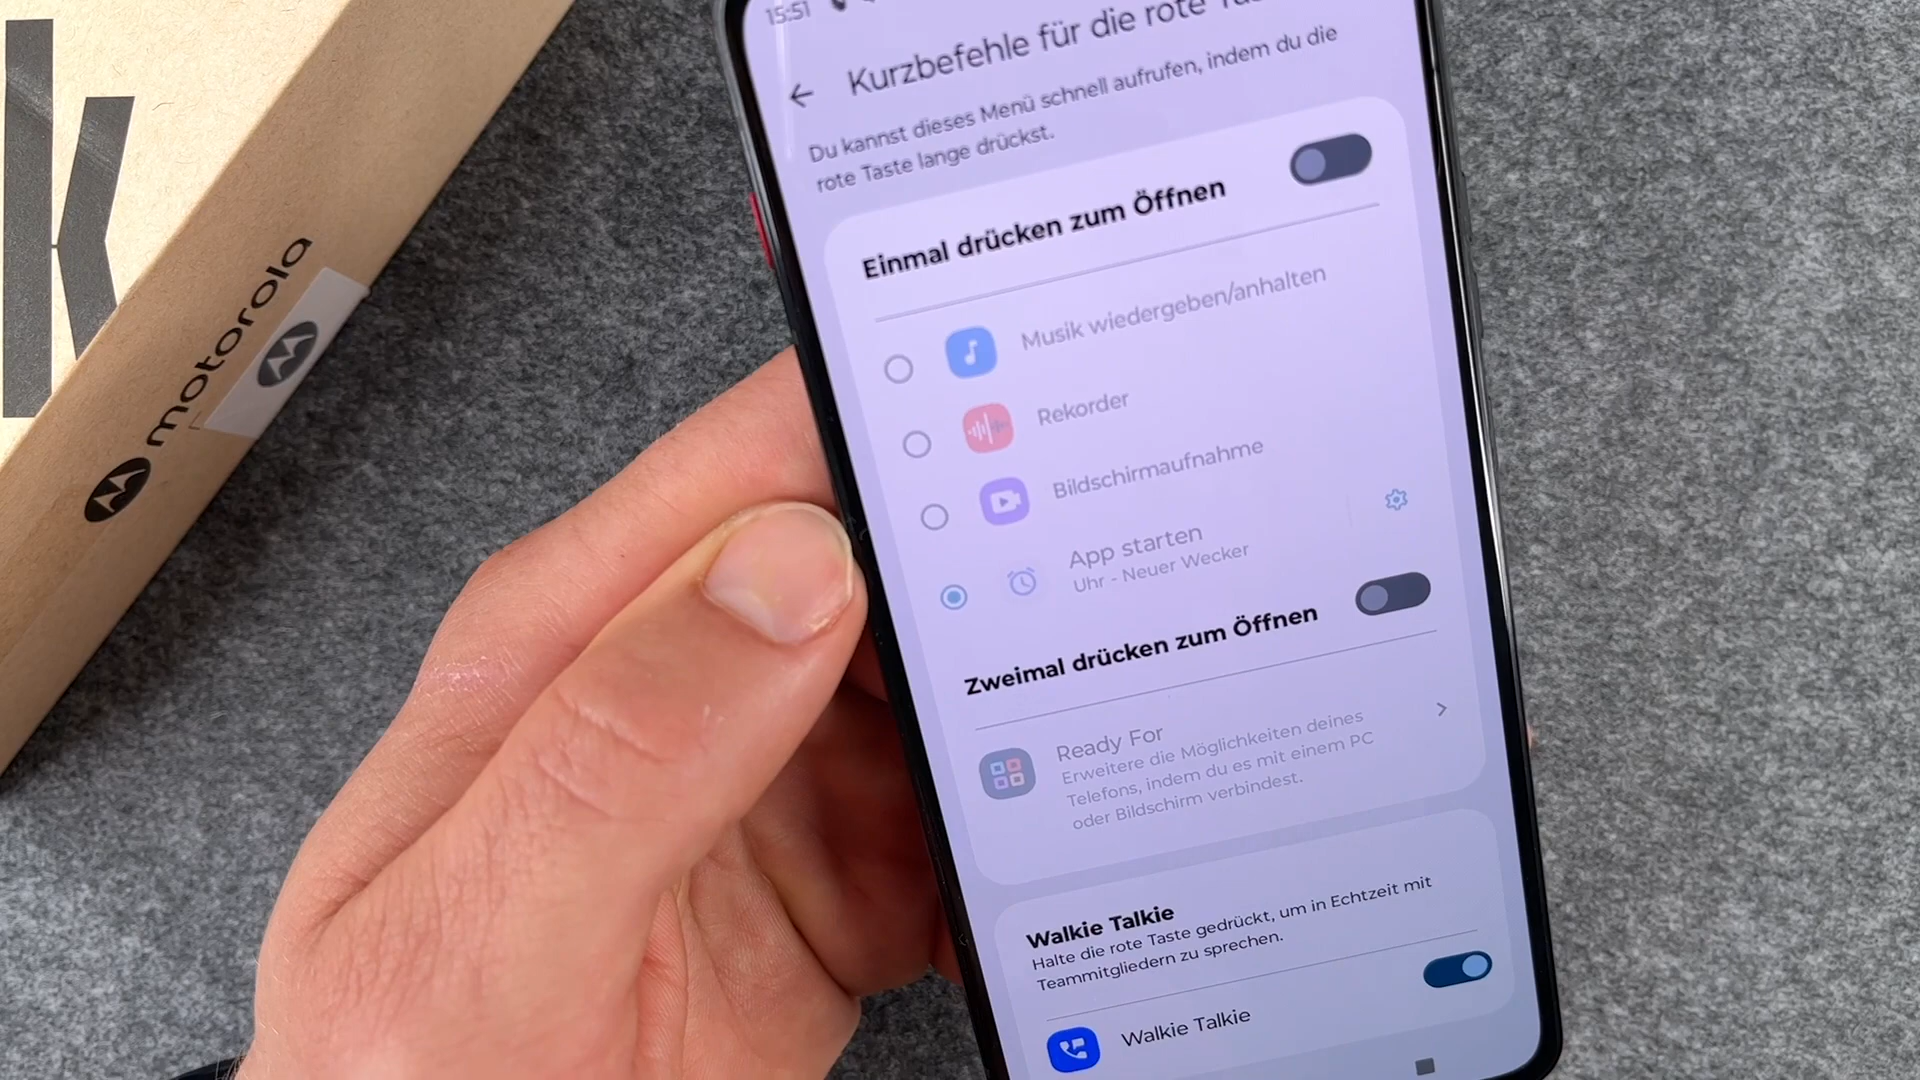 k
motorola
15:51
Kurzbefehle für die rote
Du kannst dieses Menü schnell aufrufen, indem du die
rote Taste lange drückst.
Einmal drücken zum Öffnen
Musik wiedergeben/anhalten
Rekorder
Bildschirmaufnahme
App starten
Uhr - Neuer Wecker
Zweimal drücken zum Öffnen
Ready For
Erweitere die Möglichkeiten deines
Telefons, indem du es mit einem PC
oder Bildschirm verbindest.
Walkie Talkie
Halte die rote Taste gedrückt, um in Echtzeit mit
Teammitgliedern zu sprechen.
Walkie Talkie